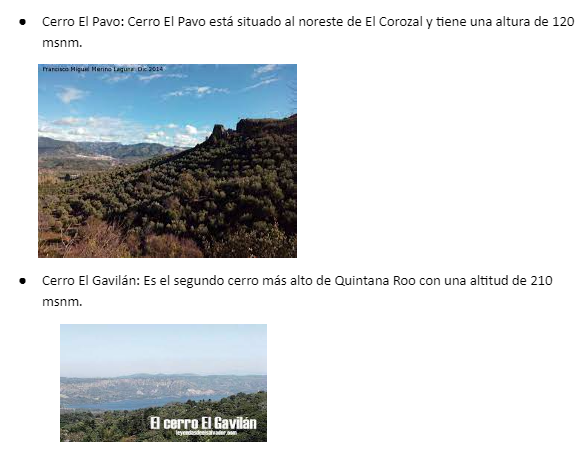 ● Cerro El Pavo: Cerro El Pavo está situado al noreste de El Corozal y tiene una altura de 120
msnm.
Francisco Miguel Merino Laguna Dic.2014
● Cerro El Gavilán: Es el segundo cerro más alto de Quintana Roo con una altitud de 210
msnm.
El cerro El Gavilán
leyendasdeelsalvador.com